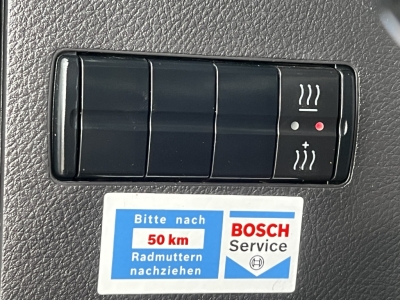 +
Bitte nach
50 km
Radmuttern
nachziehen
BOSCH
Service